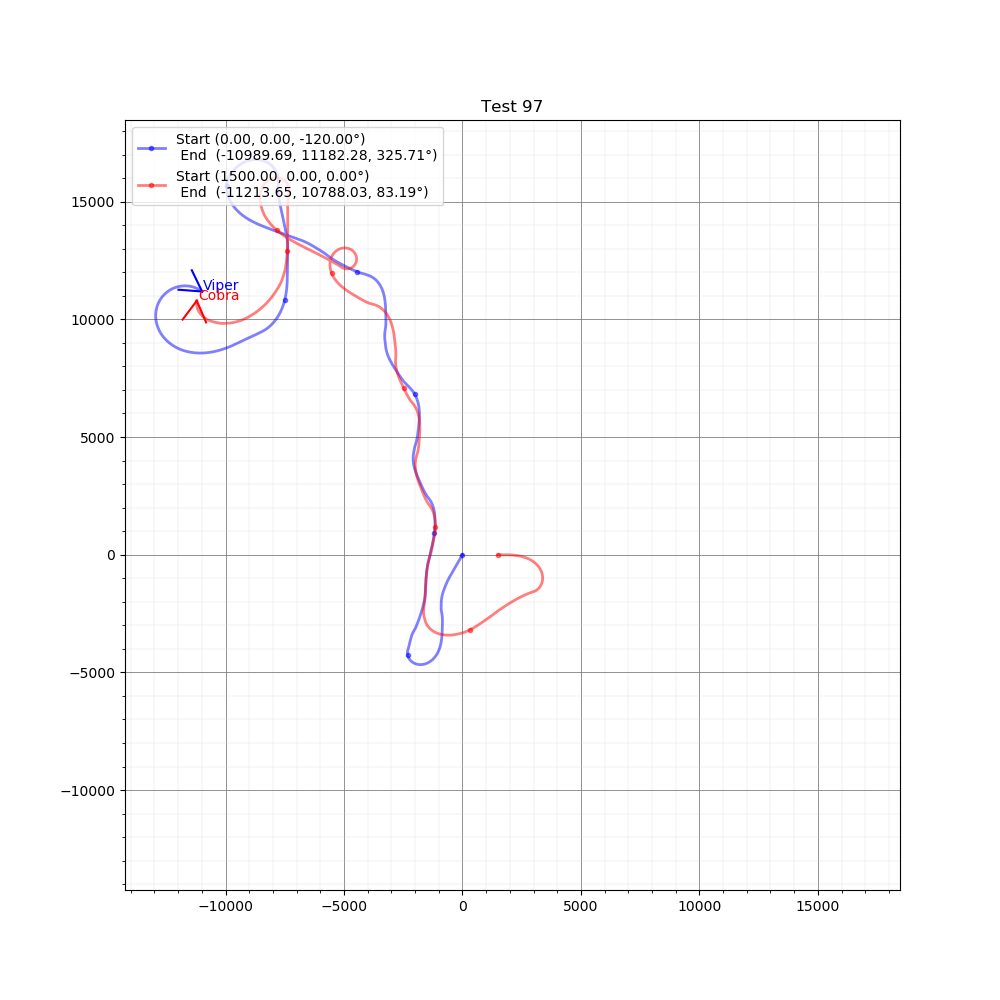 Test 97
Start (0.00, 0.00, -120.00°)
End  (-10989.69, 11182.28, 325.71°)
Start (1500.00, 0.00, 0.00°)
End  (-11213.65, 10788.03, 83.19°)
15000
10000
5000
0
−5000
−10000
Viper
Cobra
−10000
−5000
0
5000
10000
15000